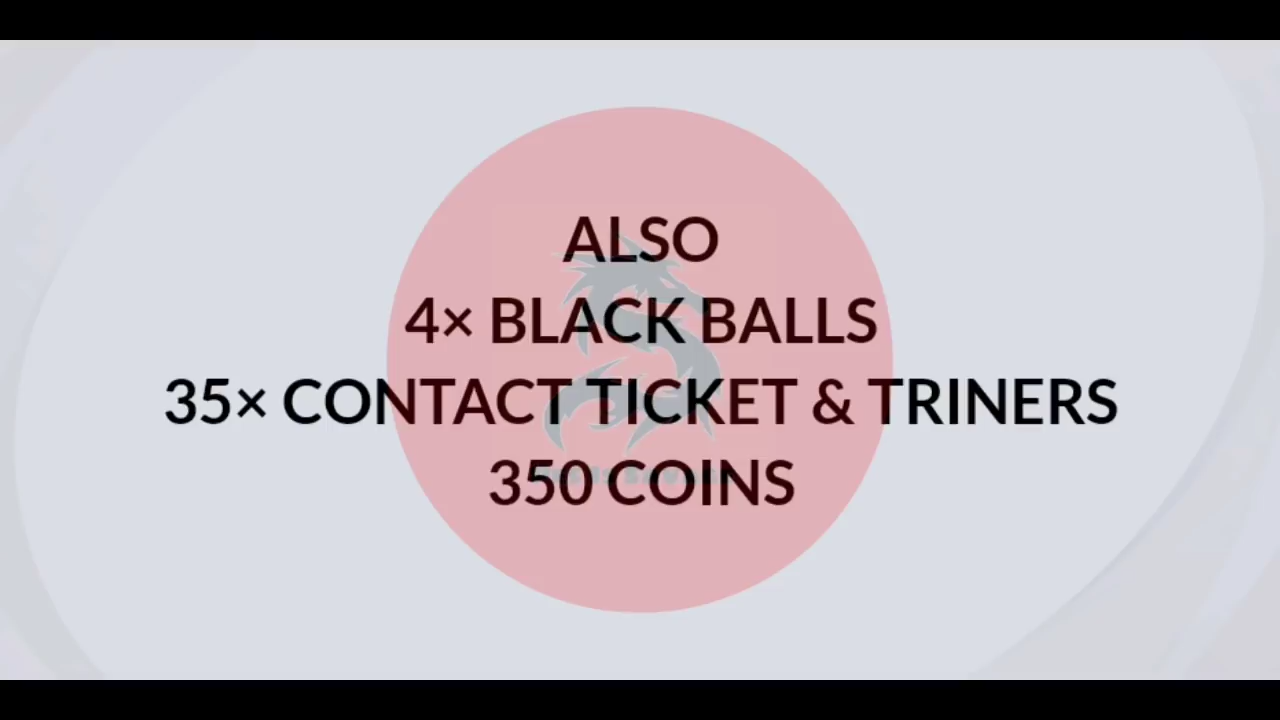 ALSO
4× BLACK BALLS
35× CONTACT TICKET & TRINERS
350 COINS